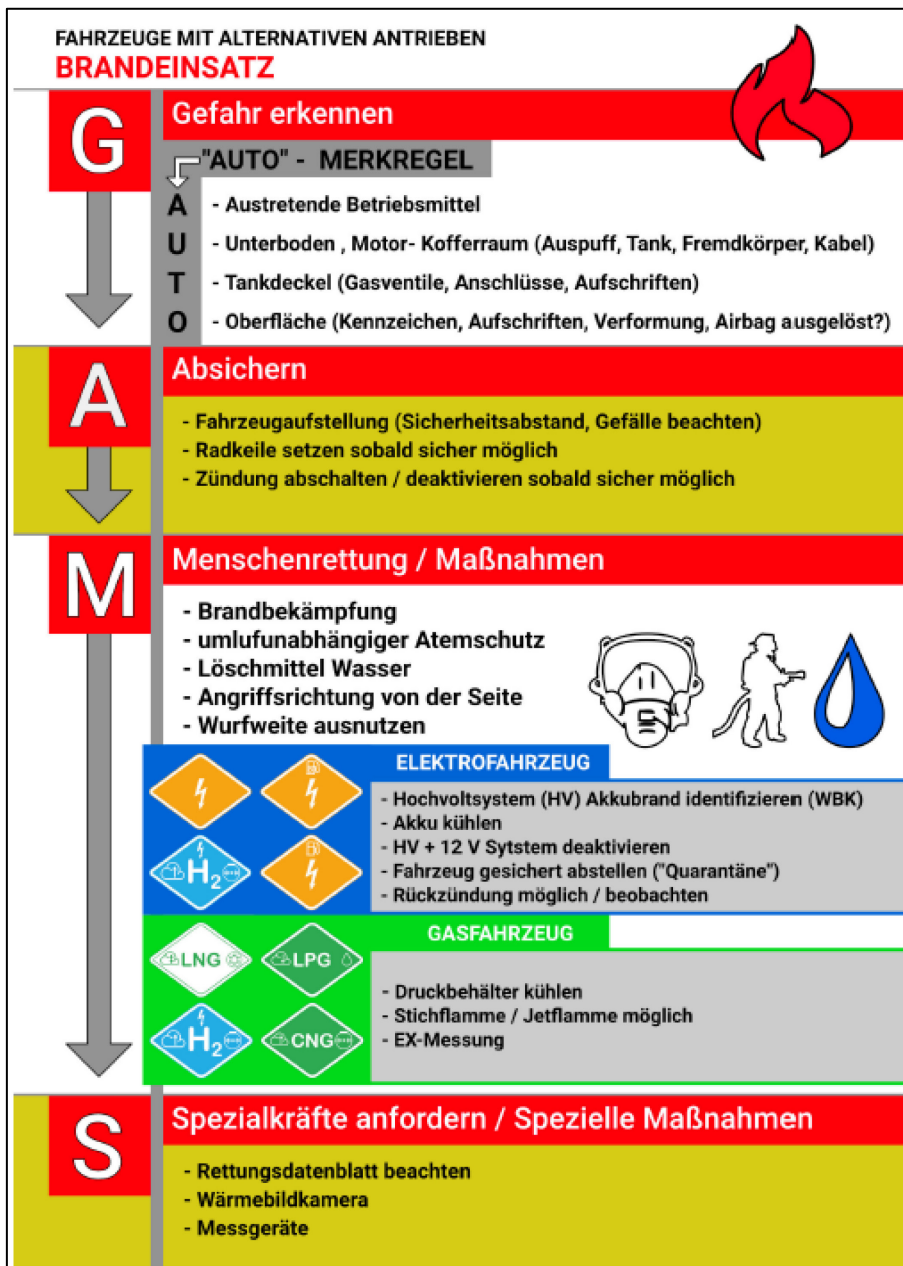 FAHRZEUGE MIT ALTERNATIVEN ANTRIEBEN
BRANDEINSATZ
G
Gefahr erkennen
"AUTO" - MERKREGEL
A - Austretende Betriebsmittel
U - Unterboden , Motor- Kofferraum (Auspuff, Tank, Fremdkörper, Kabel)
T - Tankdeckel (Gasventile, Anschlüsse, Aufschriften)
O - Oberfläche (Kennzeichen, Aufschriften, Verformung, Airbag ausgelöst?)
A
Absichern
- Fahrzeugaufstellung (Sicherheitsabstand, Gefälle beachten)
- Radkeile setzen sobald sicher möglich
- Zündung abschalten / deaktivieren sobald sicher möglich
M
Menschenrettung / Maßnahmen
- Brandbekämpfung
- umlufunabhängiger Atemschutz
- Löschmittel Wasser
- Angriffsrichtung von der Seite
- Wurfweite ausnutzen
ELEKTROFAHRZEUG
H2
- Hochvoltsystem (HV) Akkubrand identifizieren (WBK)
- Akku kühlen
- HV + 12 V Sytstem deaktivieren
- Fahrzeug gesichert abstellen ("Quarantäne")
- Rückzündung möglich / beobachten
GASFAHRZEUG
LNG
LPG
H2
CNG
- Druckbehälter kühlen
- Stichflamme / Jetflamme möglich
- EX-Messung
S
Spezialkräfte anfordern / Spezielle Maßnahmen
- Rettungsdatenblatt beachten
- Wärmebildkamera
- Messgeräte